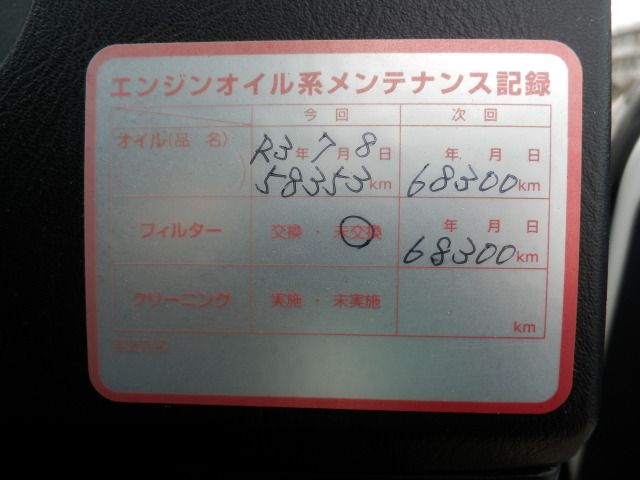 エンジンオイル系メンテナンス記録
今回 次回
オイル(品名) R3年7月8日 年 月 日
58353km 68300km
フィルター 交換・未交換 年 月 日
68300km
クリーニング 実施・未実施
km